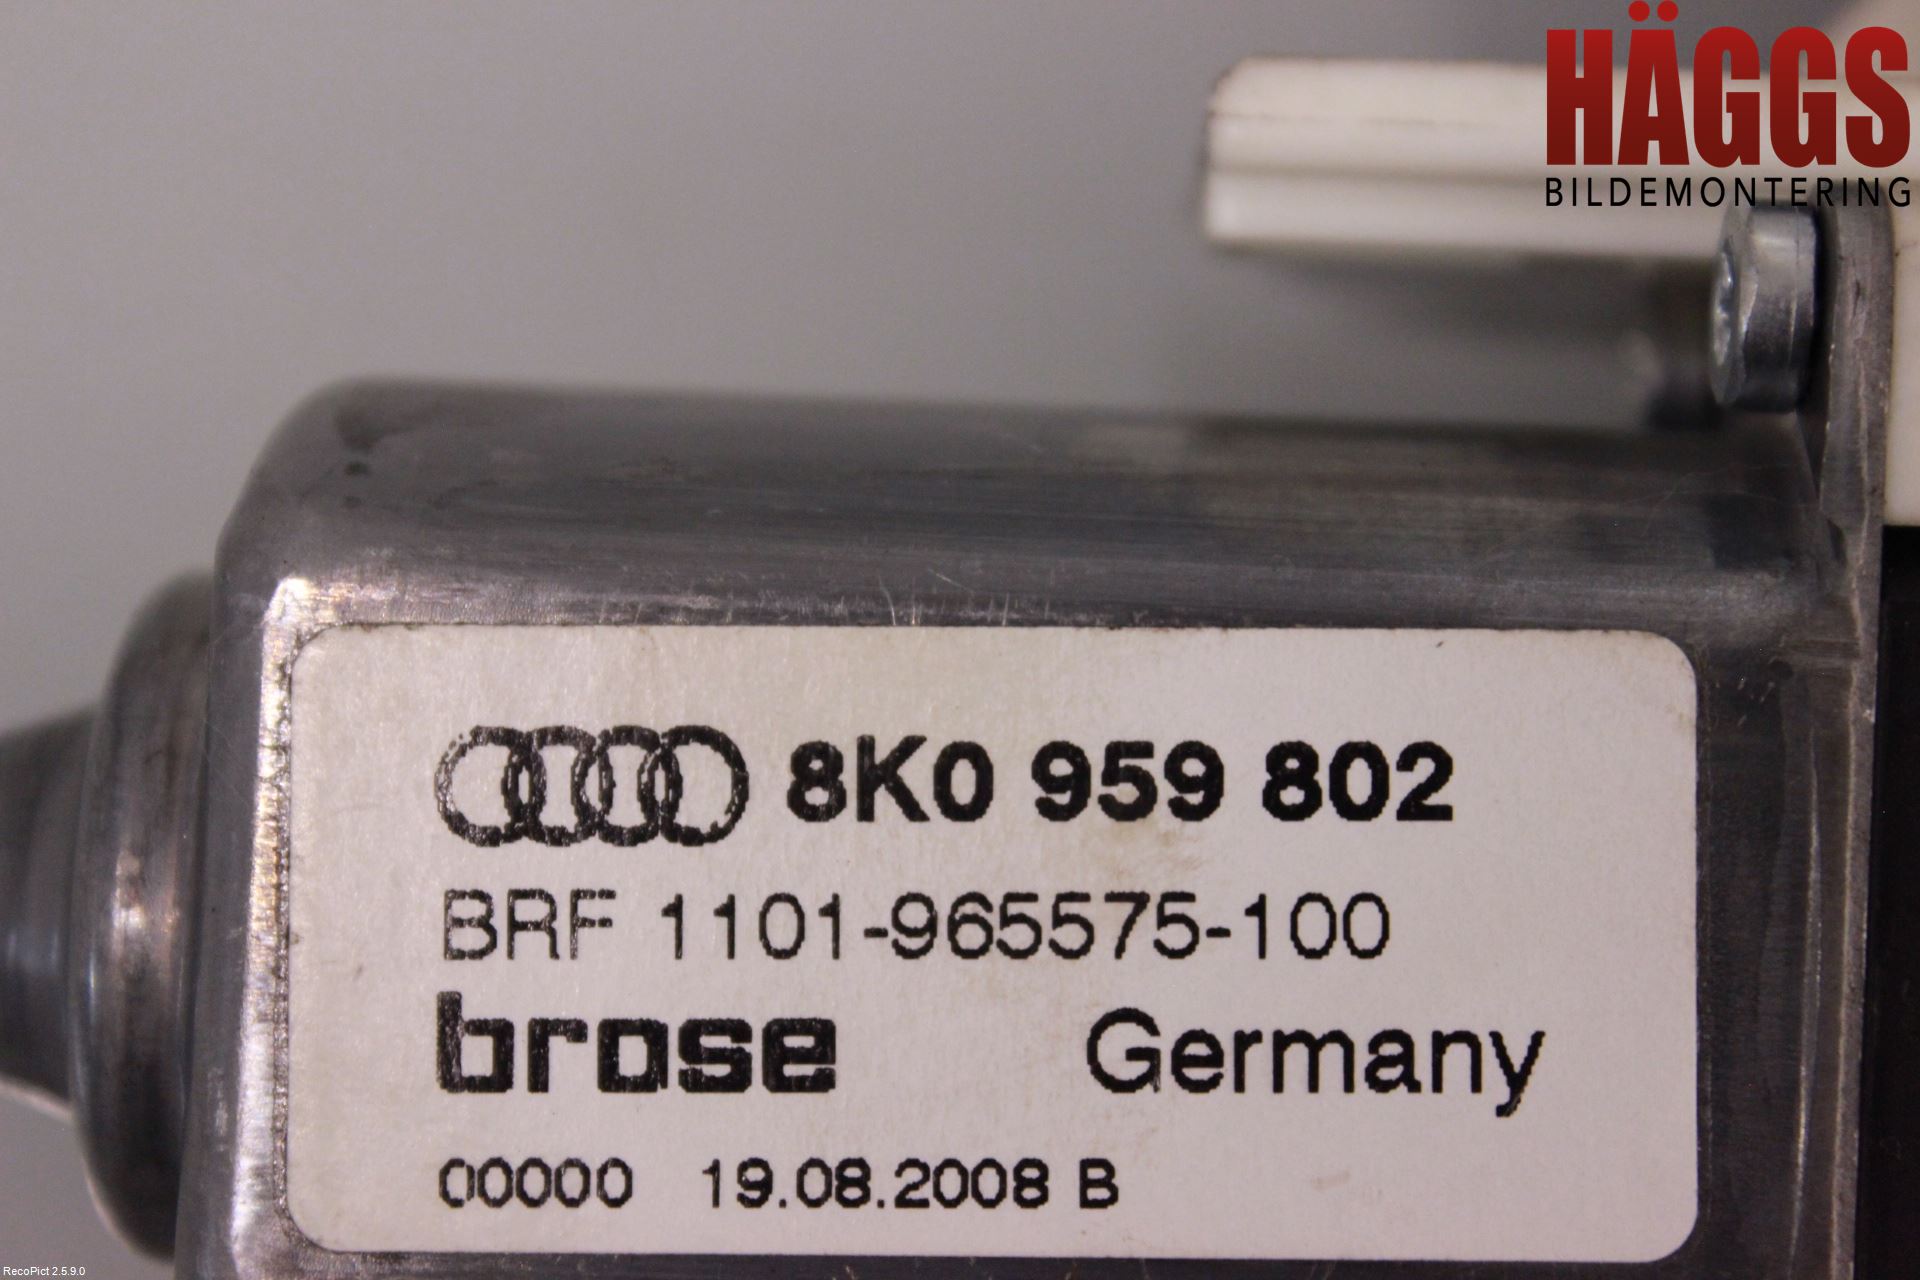 HÄGGS
BILDEMONTERING
8K0 959 802
BRF 1101-965575-100
brose Germany
00000 19.08.2008 B
RecoPict 2.5.9.0